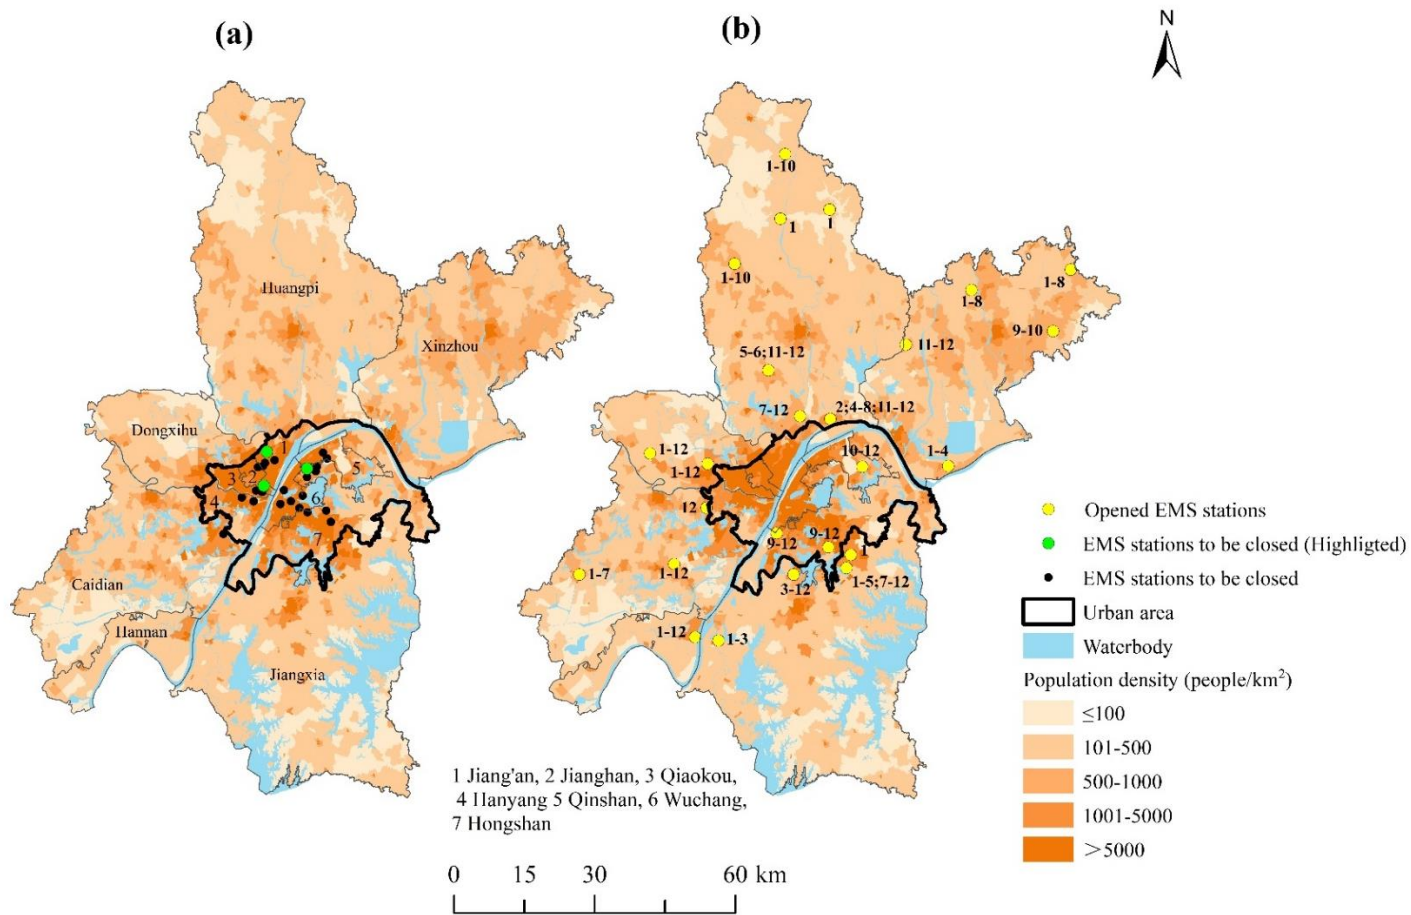 (a)
(b)
N
1-10
1
1
1-10
1-8
1-8
9-10
11-12
5-6;11-12
7-12
2;4-8;11-12
1-12
1-12
10-12
1-4
12
9-12
9-12
1
1-7
1-12
3-12
1-5;7-12
1-12
1-3
Huangpi
Xinzhou
Dongxihu
1
2
3
4
5
6
7
Caidian
Hannan
Jiangxia
Opened EMS stations
EMS stations to be closed (Highligted)
EMS stations to be closed
Urban area
Waterbody
Population density (people/km²)
≤100
101-500
500-1000
1001-5000
>5000
1 Jiang'an, 2 Jianghan, 3 Qiaokou,
4 Hanyang 5 Qinshan, 6 Wuchang,
7 Hongshan
0 15 30 60 km